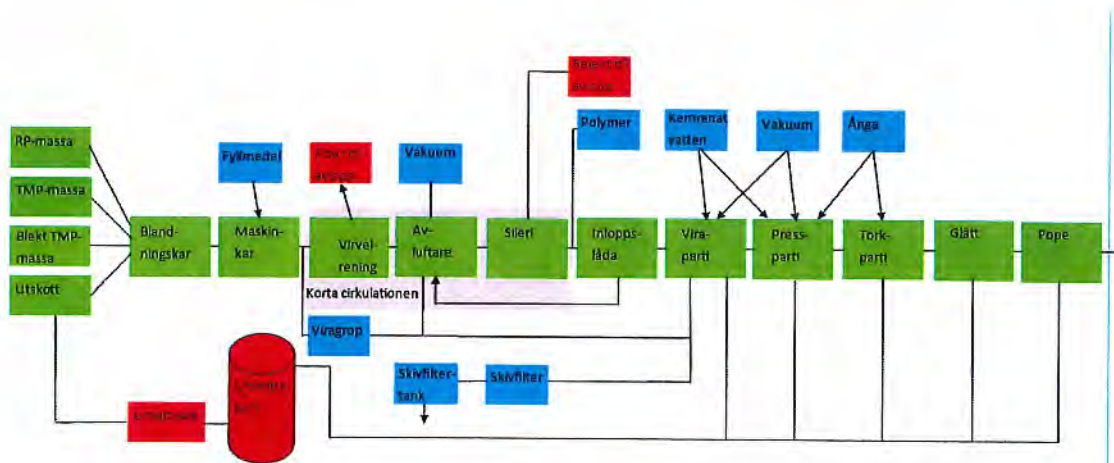 RP-massa
TMP-massa
Blekt TMP-
massa
Utskott
Bland-
ningskar
Fyllmedel
Maskin-
kar
Virvel-
rening
Vakuum
Av-
luftare
Korta cirkulationen
Viragrop
Sileri
Polymer
Inlopps-
låda
Kemrenat
vatten
Vakuum
Ånga
Vira-
parti
Press-
parti
Tork-
parti
Glätt
Pope
Skivfilter-
tank
Skivfilter